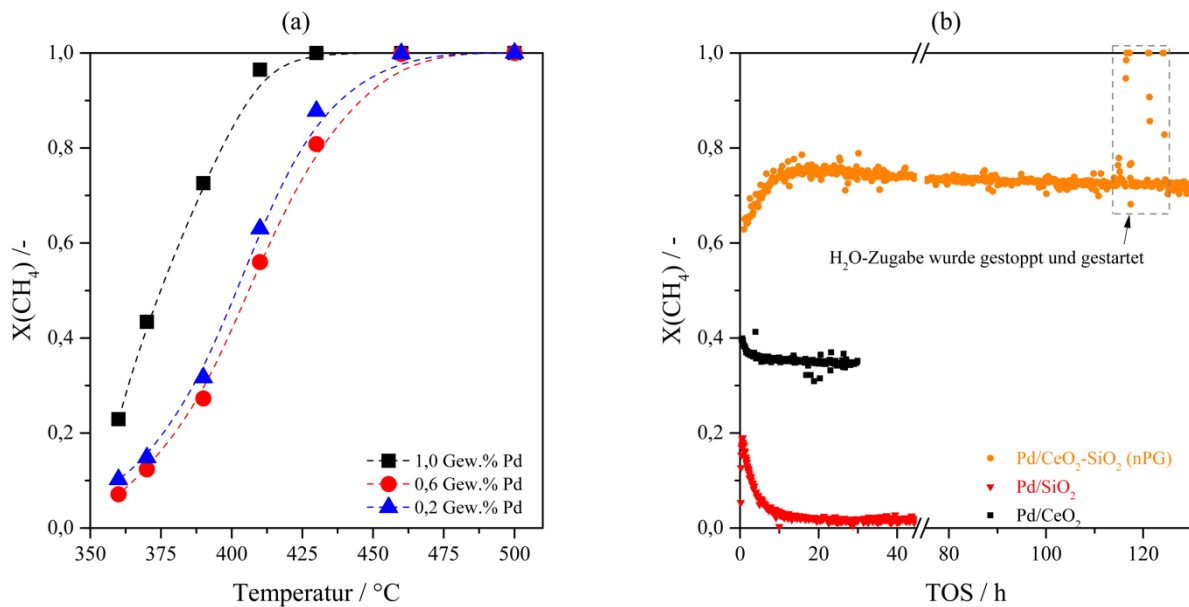 (a)
X(CH₄) /-
1,0
0,8
0,6
0,4
0,2
0,0
350
375
400
425
450
475
500
Temperatur / °C
1,0 Gew.% Pd
0,6 Gew.% Pd
0,2 Gew.% Pd
(b)
X(CH₄) /-
1,0
0,8
0,6
0,4
0,2
0,0
0
20
40
80
100
120
TOS / h
H₂O-Zugabe wurde gestoppt und gestartet
Pd/CeO₂-SiO₂ (nPG)
Pd/SiO₂
Pd/CeO₂